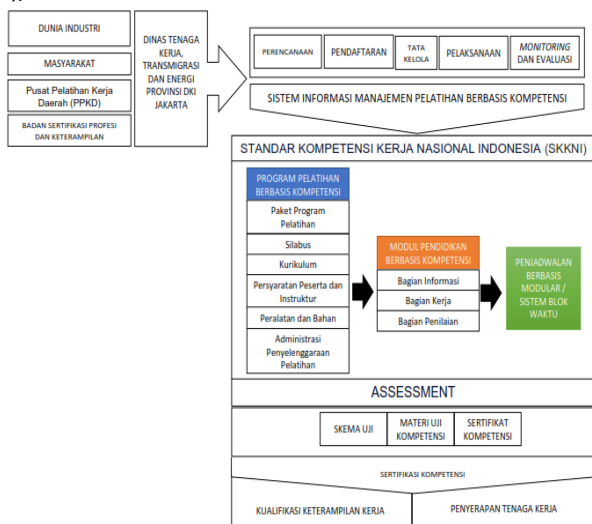 DUNIA INDUSTRI
MASYARAKAT
Pusat Pelatihan Kerja
Daerah (PPKD)
BADAN SERTIFIKASI PROFESI
DAN KETERAMPILAN
DINAS TENAGA
KERJA,
TRANSMIGRASI
DAN ENERGI
PROVINSI DKI
JAKARTA
PERENCANAAN
PENDAFTARAN
TATA
KELOLA
PELAKSANAAN
MONITORING
DAN EVALUASI
SISTEM INFORMASI MANAJEMEN PELATIHAN BERBASIS KOMPETENSI
STANDAR KOMPETENSI KERJA NASIONAL INDONESIA (SKKNI)
PROGRAM PELATIHAN
BERBASIS KOMPETENSI
Paket Program
Pelatihan
Silabus
Kurikulum
Persyaratan Peserta dan
Instruktur
Peralatan dan Bahan
Administrasi
Penyelenggaraan
Pelatihan
MODUL PENDIDIKAN
BERBASIS KOMPETENSI
Bagian Informasi
Bagian Kerja
Bagian Penilaian
PENJADWALAN
BERBASIS
MODULAR /
SISTEM BLOK
WAKTU
ASSESSMENT
SKEMA UJI
MATERI UJI
KOMPETENSI
SERTIFIKAT
KOMPETENSI
SERTIFIKASI KOMPETENSI
KUALIFIKASI KETERAMPILAN KERJA
PENYERAPAN TENAGA KERJA